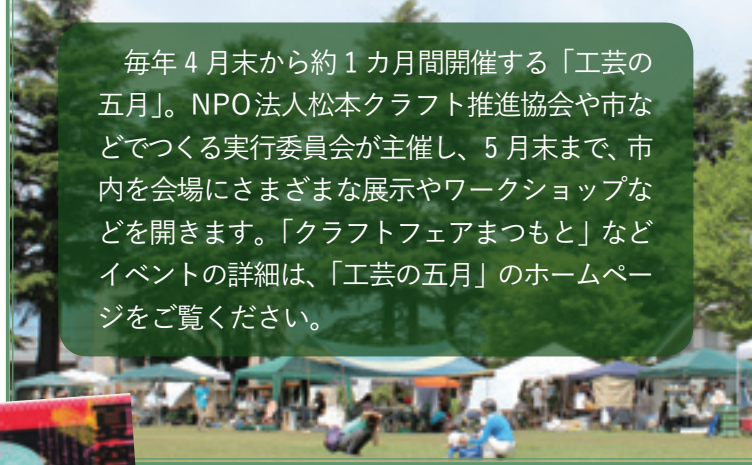 毎年４月末から約１カ月間開催する「工芸の
五月」。NPO法人松本クラフト推進協会や市な
どでつくる実行委員会が主催し、５月末まで、市
内を会場にさまざまな展示やワークショップな
どを開きます。「クラフトフェアまつもと」など
イベントの詳細は、「工芸の五月」のホームペー
ジをご覧ください。